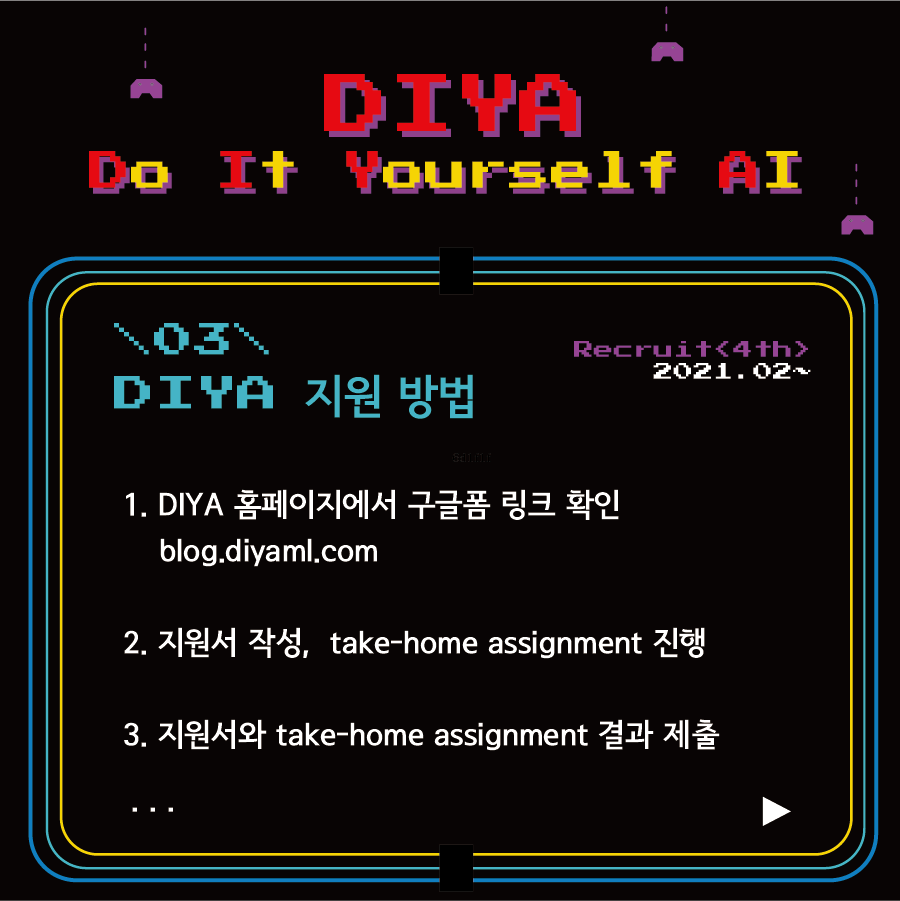 DIYA
Do It Yourself AI
\03\
DIYA 지원 방법
Recruit<4th>
2021.02~
1. DIYA 홈페이지에서 구글폼 링크 확인
blog.diyaml.com
2. 지원서 작성, take-home assignment 진행
3. 지원서와 take-home assignment 결과 제출
...